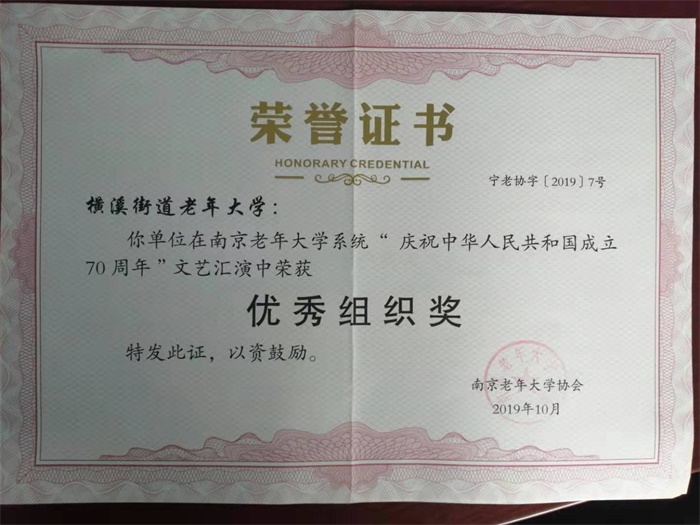 荣誉证书
HONORARY CREDENTIAL
宁老协字〔2019〕7号
横溪街道老年大学：
你单位在南京老年大学系统“庆祝中华人民共和国成立
70周年”文艺汇演中荣获
优秀组织奖
特发此证，以资鼓励。
南京老年大学协会
2019年10月